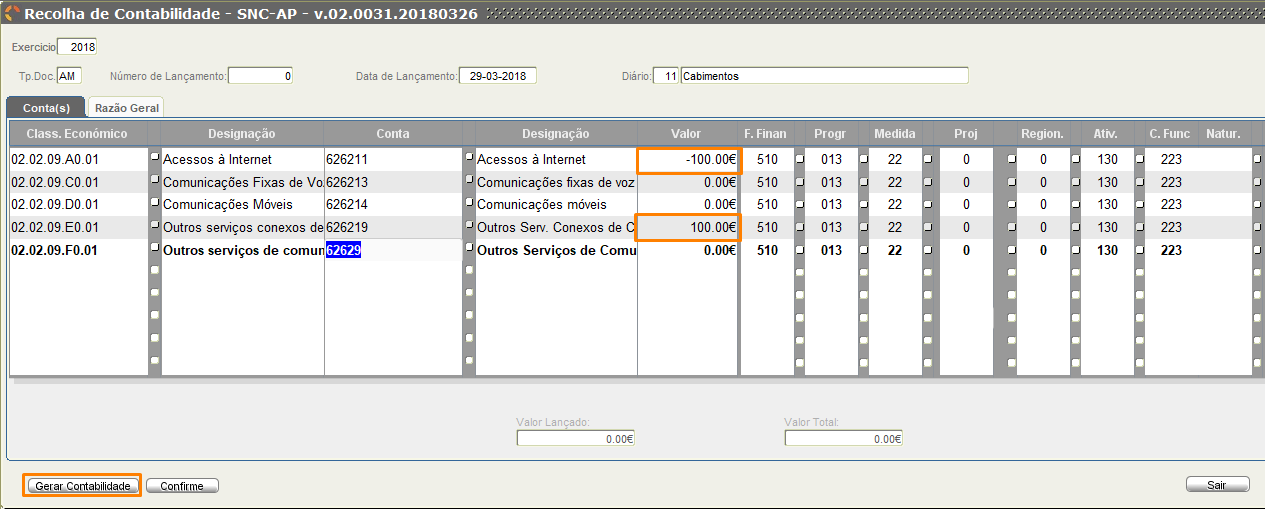 Recolha de Contabilidade - SNC-AP - v.02.0031.20180326
Exercicio 2018
Tp.Doc. AM Número de Lançamento: 0 Data de Lançamento: 29-03-2018 Diário: 11 Cabimentos
Conta(s) Razão Geral
Class. Económico Designação Conta Designação Valor F. Finan Progr Medida Proj Region. Ativ. C. Func Natur.
02.02.09.A0.01 Acessos à Internet 626211 Acessos à Internet -100.00€ 510 013 22 0 0 130 223
02.02.09.C0.01 Comunicações Fixas de Vo 626213 Comunicações fixas de voz 0.00€ 510 013 22 0 0 130 223
02.02.09.D0.01 Comunicações Móveis 626214 Comunicações móveis 0.00€ 510 013 22 0 0 130 223
02.02.09.E0.01 Outros serviços conexos de 626219 Outros Serv. Conexos de C 100.00€ 510 013 22 0 0 130 223
02.02.09.F0.01 Outros serviços de comun 62629 Outros Serviços de Comu 0.00€ 510 013 22 0 0 130 223
Valor Lançado: Valor Total:
0.00€ 0.00€
Gerar Contabilidade Confirme Sair